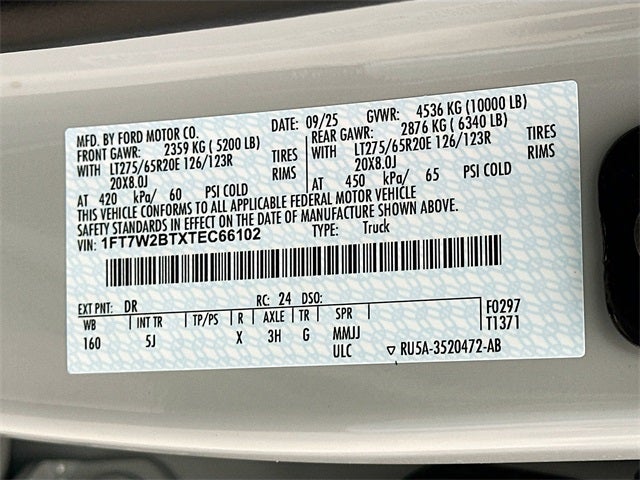 MFD. BY FORD MOTOR CO. DATE: 09/25 GVWR: 4536 KG (10000 LB)
FRONT GAWR: 2359 KG ( 5200 LB) REAR GAWR: 2876 KG ( 6340 LB)
WITH LT275/65R20E 126/123R TIRES WITH LT275/65R20E 126/123R TIRES
20X8.0J RIMS 20X8.0J RIMS
AT 420 kPa/ 60 PSI COLD AT 450 kPa/ 65 PSI COLD
THIS VEHICLE CONFORMS TO ALL APPLICABLE FEDERAL MOTOR VEHICLE
SAFETY STANDARDS IN EFFECT ON THE DATE OF MANUFACTURE SHOWN ABOVE.
VIN: 1FT7W2BTXTEC66102 TYPE: Truck
EXT PNT: DR RC: 24 DSO: F0297
WB INT TR TP/PS R AXLE TR SPR T1371
160 5J X 3H G MMJJ
ULC ▽ RU5A-3520472-AB